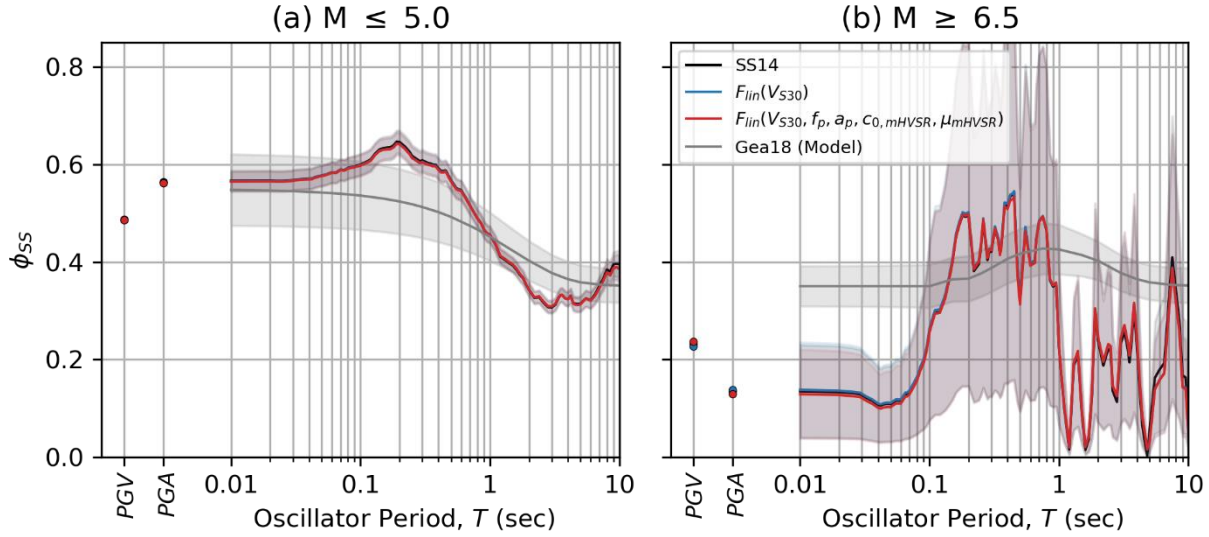 (a) M ≤ 5.0
(b) M ≥ 6.5
ϕSS
0.8
0.6
0.4
0.2
0.0
PGV
PGA
0.01
0.1
1
10
Oscillator Period, T (sec)
SS14
Flin(VS30)
Flin(VS30, fp, ap, c0,mHVSR, μmHVSR)
Gea18 (Model)
PGV
PGA
0.01
0.1
1
10
Oscillator Period, T (sec)